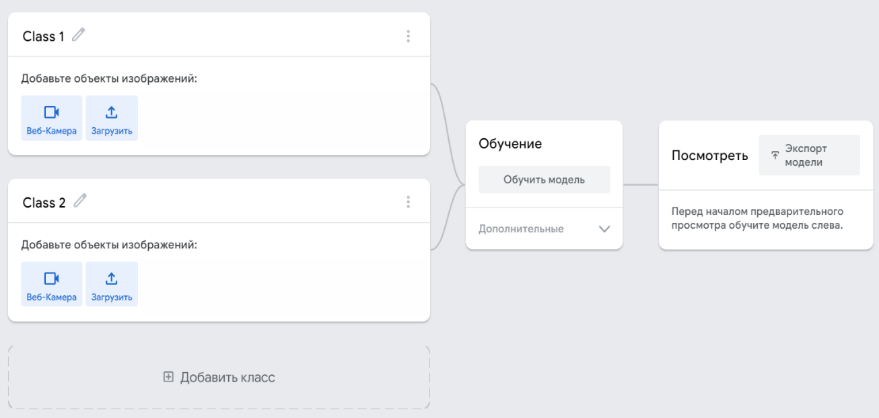 Class 1
Добавьте объекты изображений:
Веб-Камера
Загрузить
Class 2
Добавьте объекты изображений:
Веб-Камера
Загрузить
Добавить класс
Обучение
Обучить модель
Дополнительные
Посмотреть
Экспорт
модели
Перед началом предварительного
просмотра обучите модель слева.